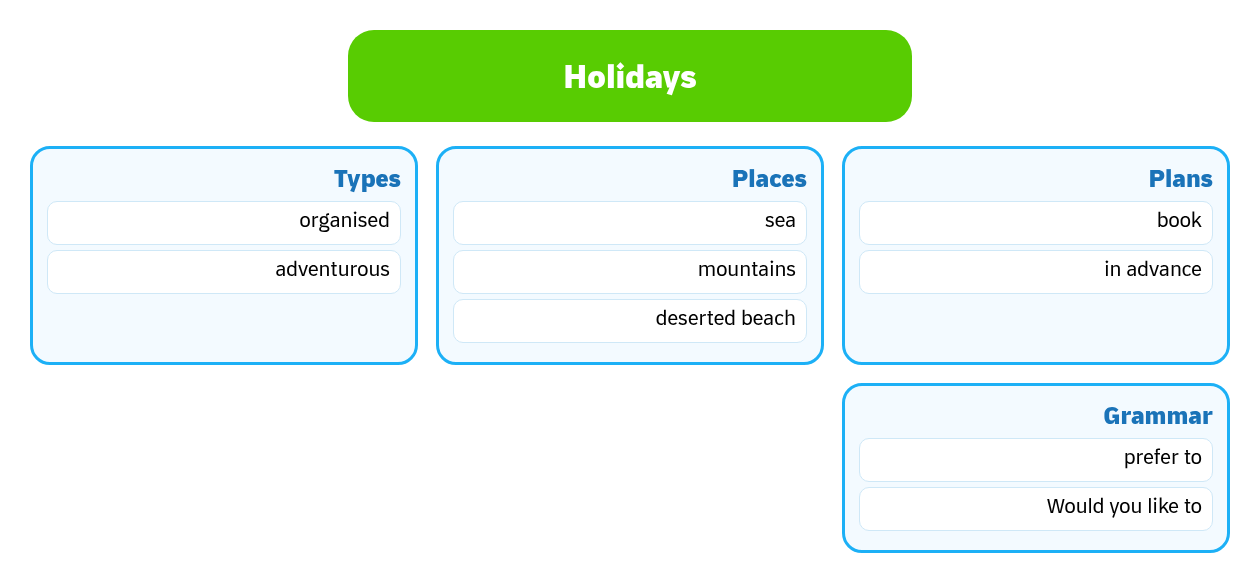 Holidays
Types
organised
adventurous
Places
sea
mountains
deserted beach
Plans
book
in advance
Grammar
prefer to
Would you like to